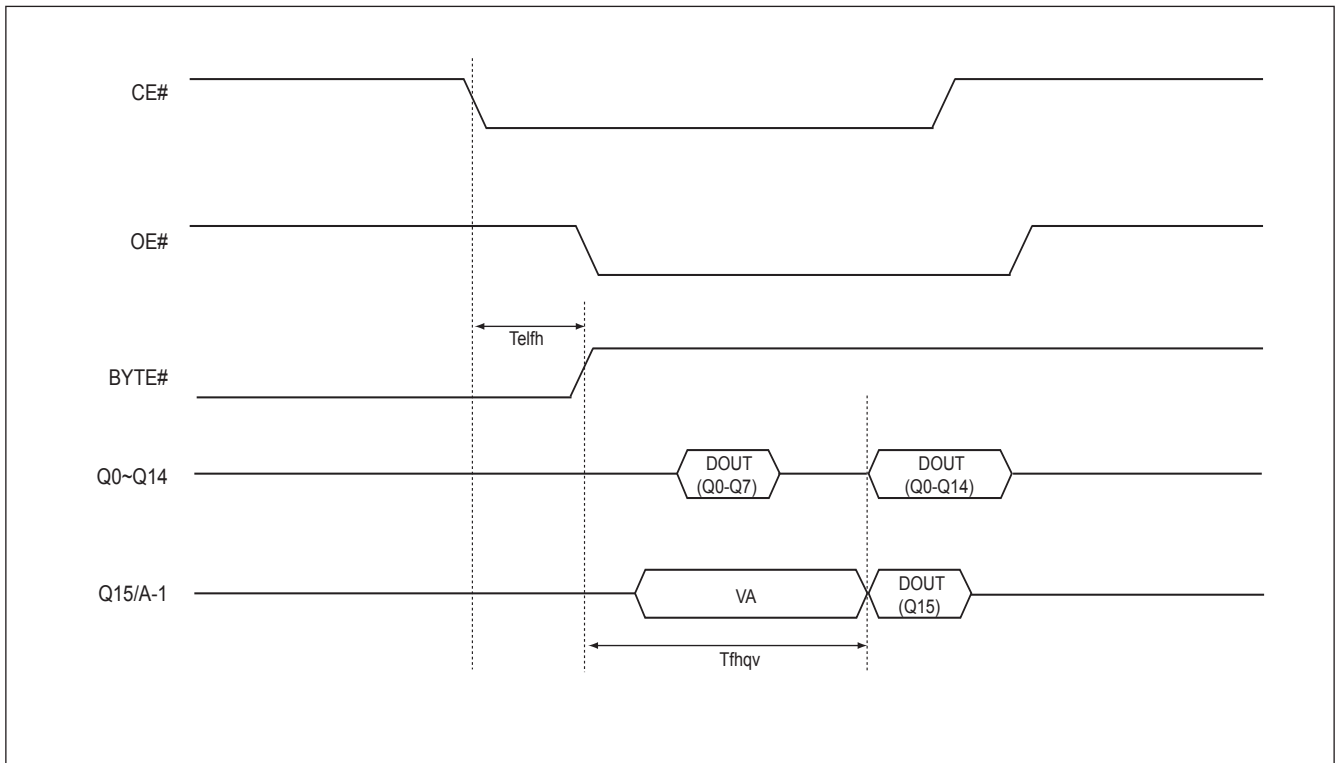 CE#
OE#
Telfh
BYTE#
Q0~Q14
DOUT
(Q0-Q7)
DOUT
(Q0-Q14)
Q15/A-1
VA
DOUT
(Q15)
Tfhqv